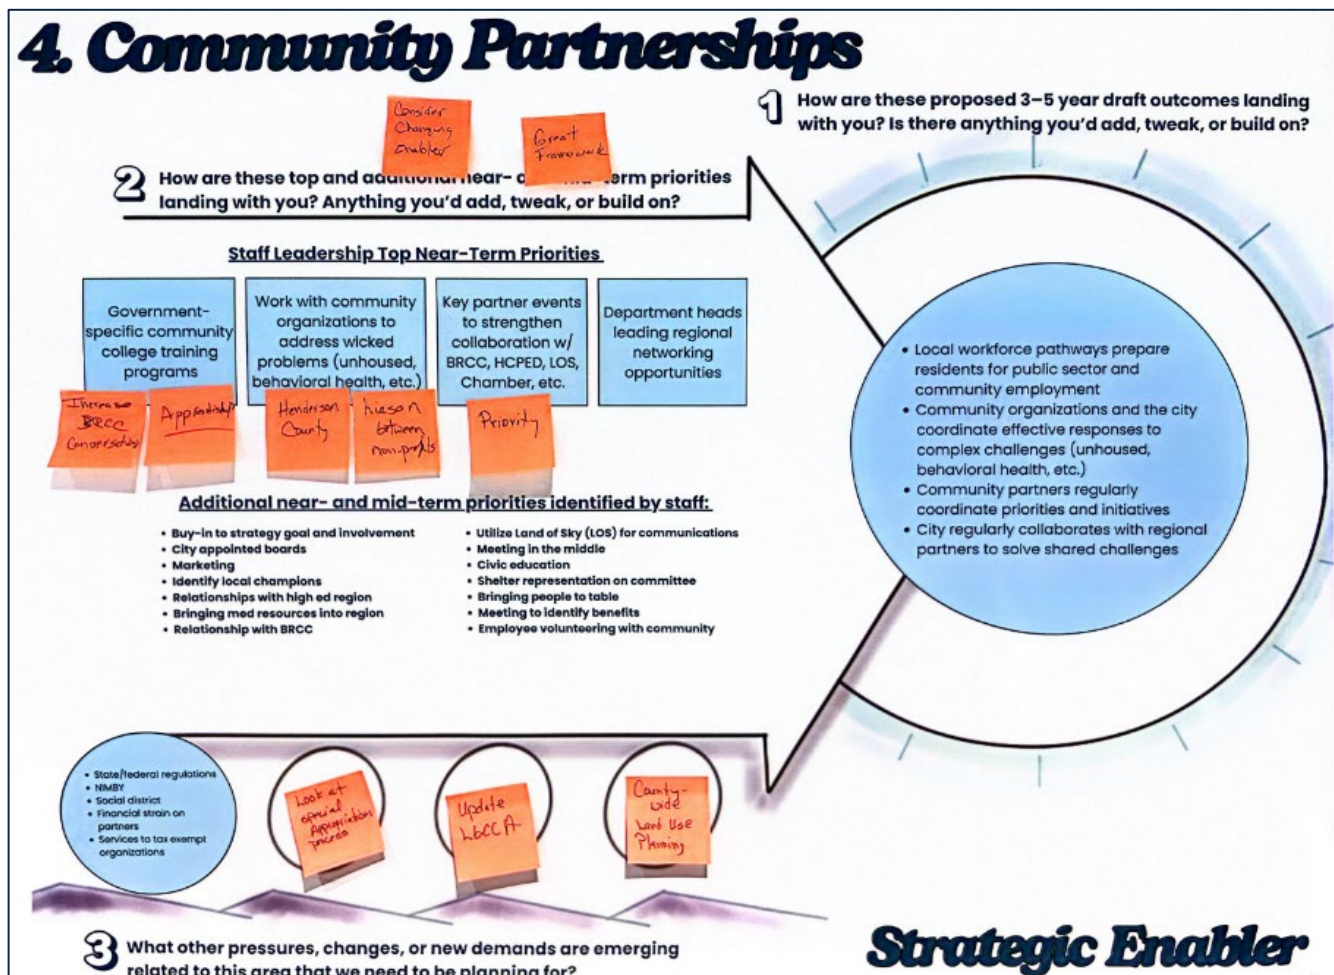 4. Community Partnerships
1 How are these proposed 3–5 year draft outcomes landing
with you? Is there anything you'd add, tweak, or build on?
Consider
Changing
Enabler
Great
Framework
2 How are these top and additional near- term priorities
landing with you? Anything you'd add, tweak, or build on?
Staff Leadership Top Near-Term Priorities
Government-
specific community
college training
programs
Work with community
organizations to
address wicked
problems (unhoused,
behavioral health, etc.)
Key partner events
to strengthen
collaboration w/
BRCC, HCPED, LOS,
Chamber, etc.
Department heads
leading regional
networking
opportunities
Increase
BRCC
Henderson
County
Liason
between
non-profits
Priority
Additional near- and mid-term priorities identified by staff:
• Buy-in to strategy goal and involvement
• City appointed boards
• Marketing
• Identify local champions
• Relationships with high ed region
• Bringing med resources into region
• Relationship with BRCC
• Utilize Land of Sky (LOS) for communications
• Meeting in the middle
• Civic education
• Shelter representation on committee
• Bringing people to table
• Meeting to identify benefits
• Employee volunteering with community
• Local workforce pathways prepare
residents for public sector and
community employment
• Community organizations and the city
coordinate effective responses to
complex challenges (unhoused,
behavioral health, etc.)
• Community partners regularly
coordinate priorities and initiatives
• City regularly collaborates with regional
partners to solve shared challenges
• State/federal regulations
• NIMBY
• Social district
• Financial strain on
partners
• Services to tax exempt
organizations
Look at
special
Appropriations
process
Update
LGCCA
County-
wide
Land Use
Planning
3 What other pressures, changes, or new demands are emerging
related to this area that we need to be planning for?
Strategic Enabler